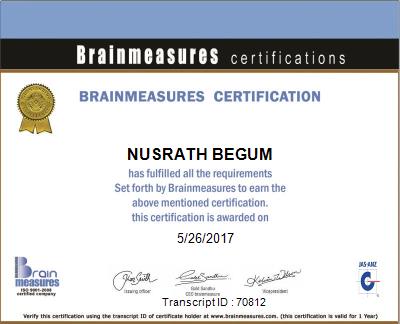 Brainmeasures certifications
BRAINMEASURES CERTIFICATION
NUSRATH BEGUM
has fulfilled all the requirements
Set forth by Brainmeasures to earn the
above mentioned certification.
this certification is awarded on
5/26/2017
Brain
measures
ISO 9001-2008
certified company
Issuing officer
Gold Sandhu
CEO brainmeasure
Vicepresident
JAS-ANZ
Transcript ID : 70812
Verify this certification using the transcript ID of certificate holder at www.brainmeasures.com. (this certification is valid for 1 Year)